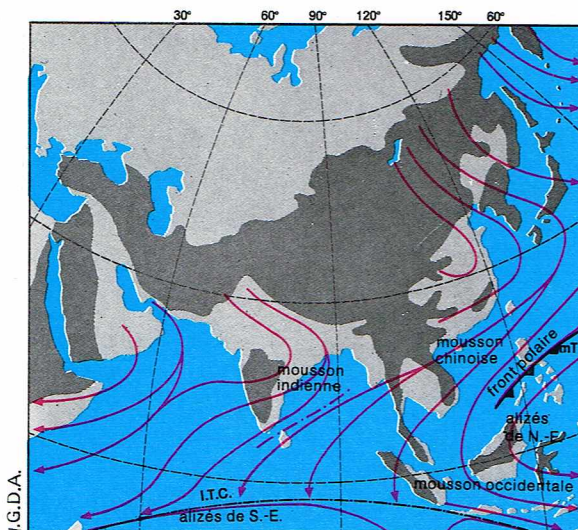 30° 60° 90° 120° 150° 60°
mousson
indienne
mousson
chinoise
front polaire
mT
alizés
de N.-E.
mousson occidentale
I.T.C.
alizés de S.-E.
.G.D.A.